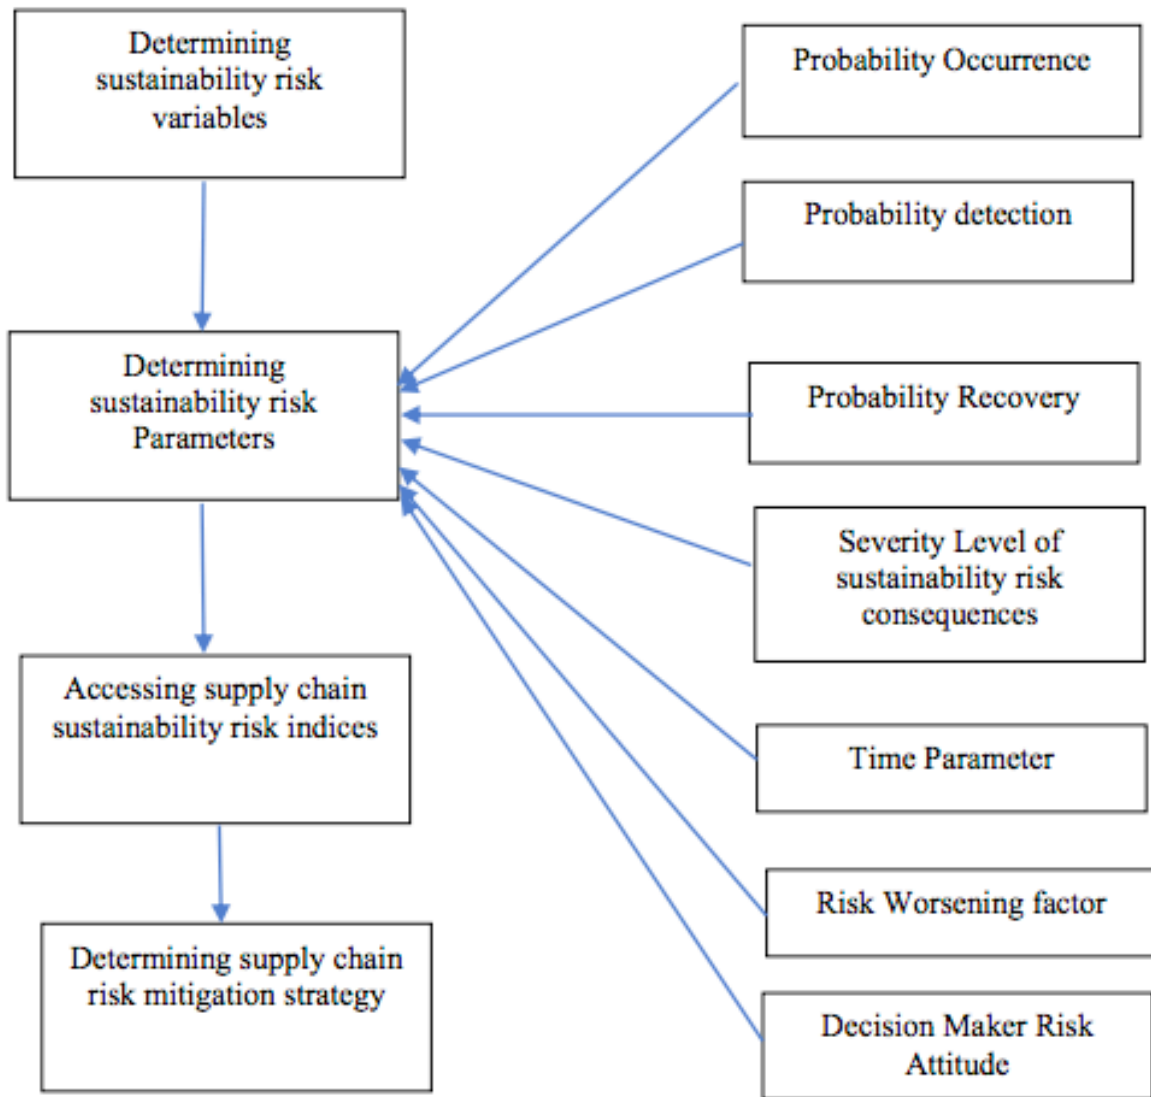 Determining
sustainability risk
variables
Determining
sustainability risk
Parameters
Accessing supply chain
sustainability risk indices
Determining supply chain
risk mitigation strategy
Probability Occurrence
Probability detection
Probability Recovery
Severity Level of
sustainability risk
consequences
Time Parameter
Risk Worsening factor
Decision Maker Risk
Attitude